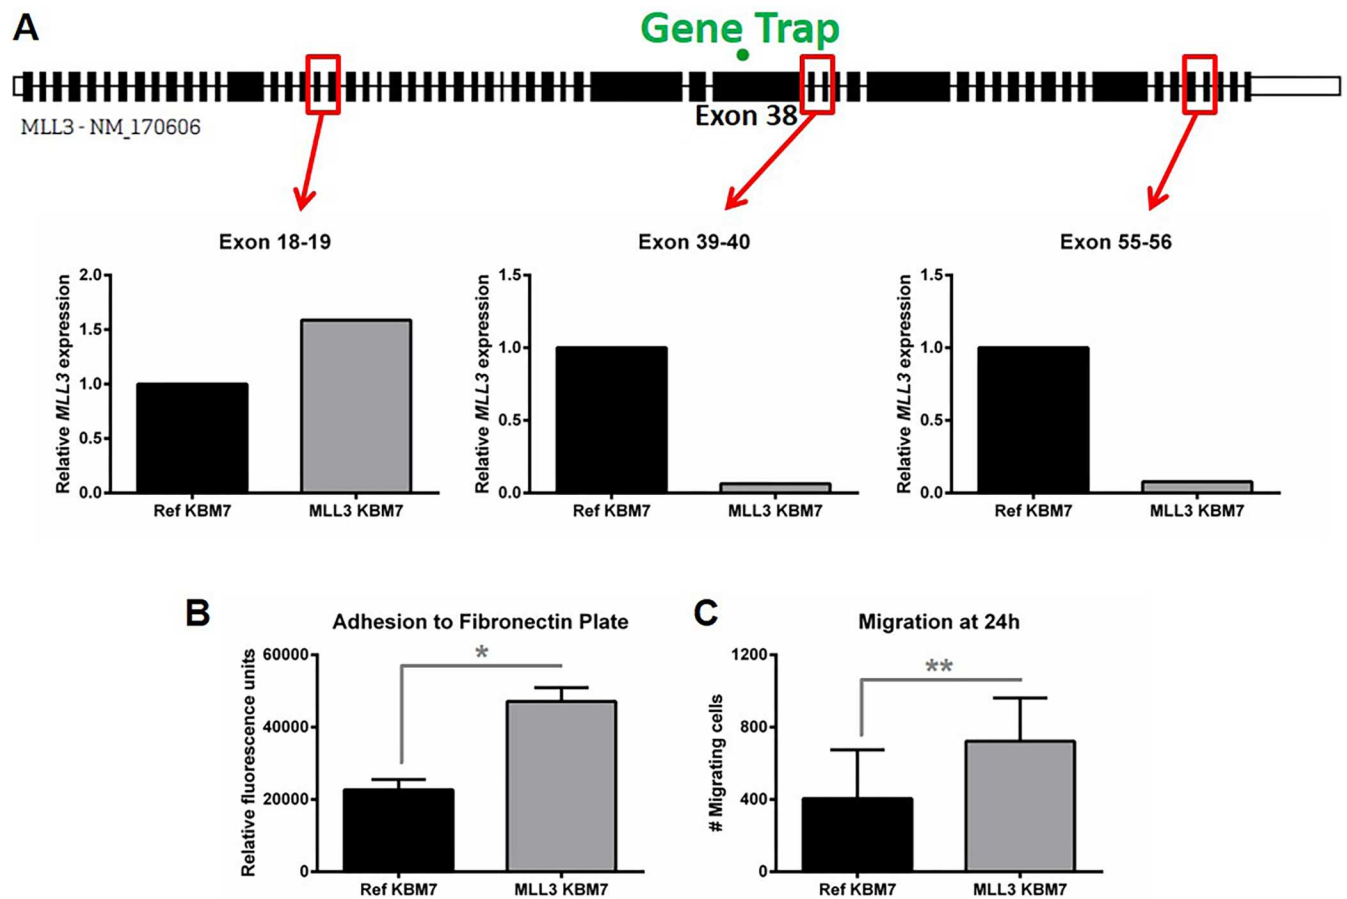 A
Gene Trap
Exon 38
MLL3 - NM_170606
Exon 18-19
Relative MLL3 expression
2.0
1.5
1.0
0.5
0.0
Ref KBM7
MLL3 KBM7
Exon 39-40
Relative MLL3 expression
1.5
1.0
0.5
0.0
Ref KBM7
MLL3 KBM7
Exon 55-56
Relative MLL3 expression
1.5
1.0
0.5
0.0
Ref KBM7
MLL3 KBM7
B
Adhesion to Fibronectin Plate
Relative fluorescence units
60000
40000
20000
0
*
Ref KBM7
MLL3 KBM7
C
Migration at 24h
# Migrating cells
1200
800
400
0
**
Ref KBM7
MLL3 KBM7